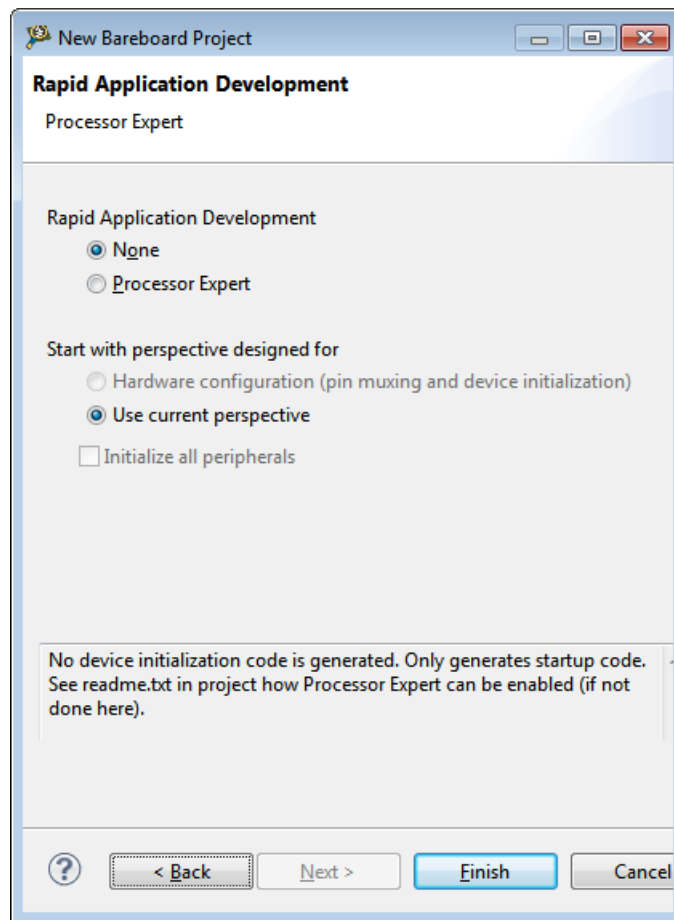 New Bareboard Project
Rapid Application Development
Processor Expert
Rapid Application Development
None
Processor Expert
Start with perspective designed for
Hardware configuration (pin muxing and device initialization)
Use current perspective
Initialize all peripherals
No device initialization code is generated. Only generates startup code.
See readme.txt in project how Processor Expert can be enabled (if not
done here).
? < Back Next > Finish Cancel